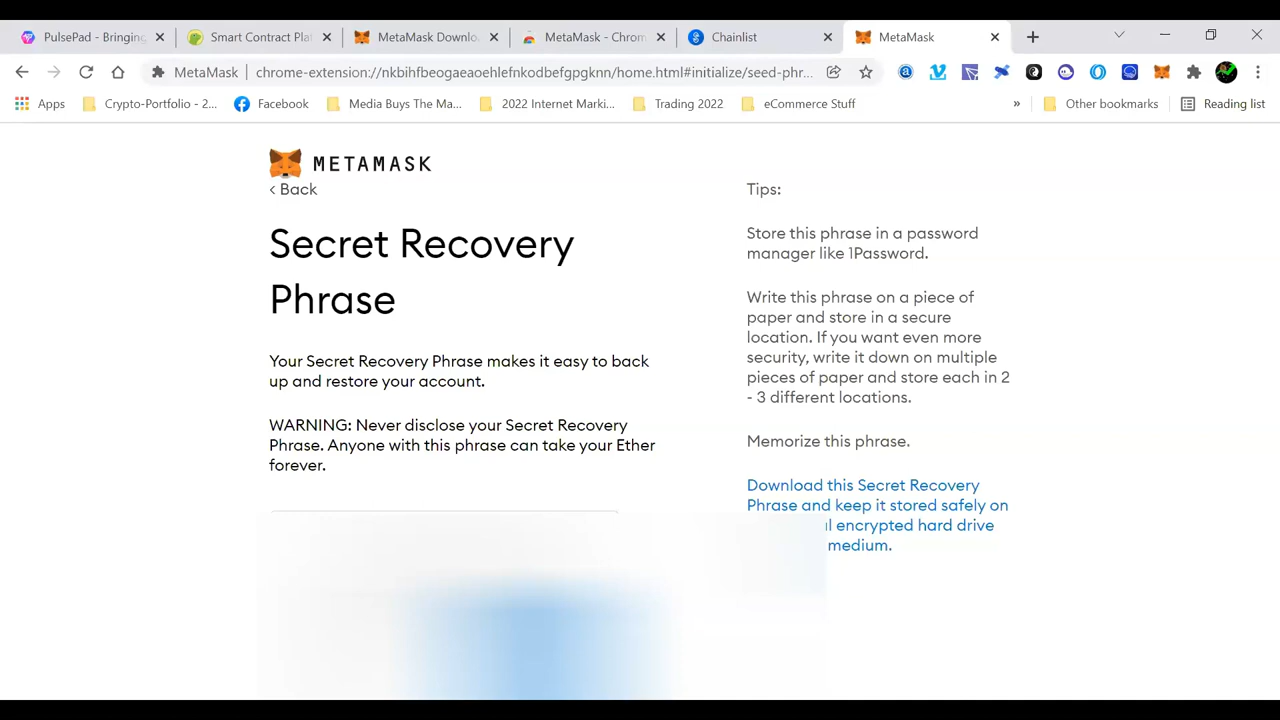 PulsePad - Bringing
Smart Contract Pla
MetaMask Downlo
MetaMask - Chrom
Chainlist
MetaMask
MetaMask
chrome-extension://nkbihfbeogaeaoehlefnkodbefgpgknn/home.html#initialize/seed-phr...
Apps
Crypto-Portfolio - 2...
Facebook
Media Buys The Ma...
2022 Internet Marki...
Trading 2022
eCommerce Stuff
»
Other bookmarks
Reading list
METAMASK
< Back
Secret Recovery
Phrase
Your Secret Recovery Phrase makes it easy to back
up and restore your account.
WARNING: Never disclose your Secret Recovery
Phrase. Anyone with this phrase can take your Ether
forever.
Tips:
Store this phrase in a password
manager like 1Password.
Write this phrase on a piece of
paper and store in a secure
location. If you want even more
security, write it down on multiple
pieces of paper and store each in 2
- 3 different locations.
Memorize this phrase.
Download this Secret Recovery
Phrase and keep it stored safely on
l encrypted hard drive
medium.